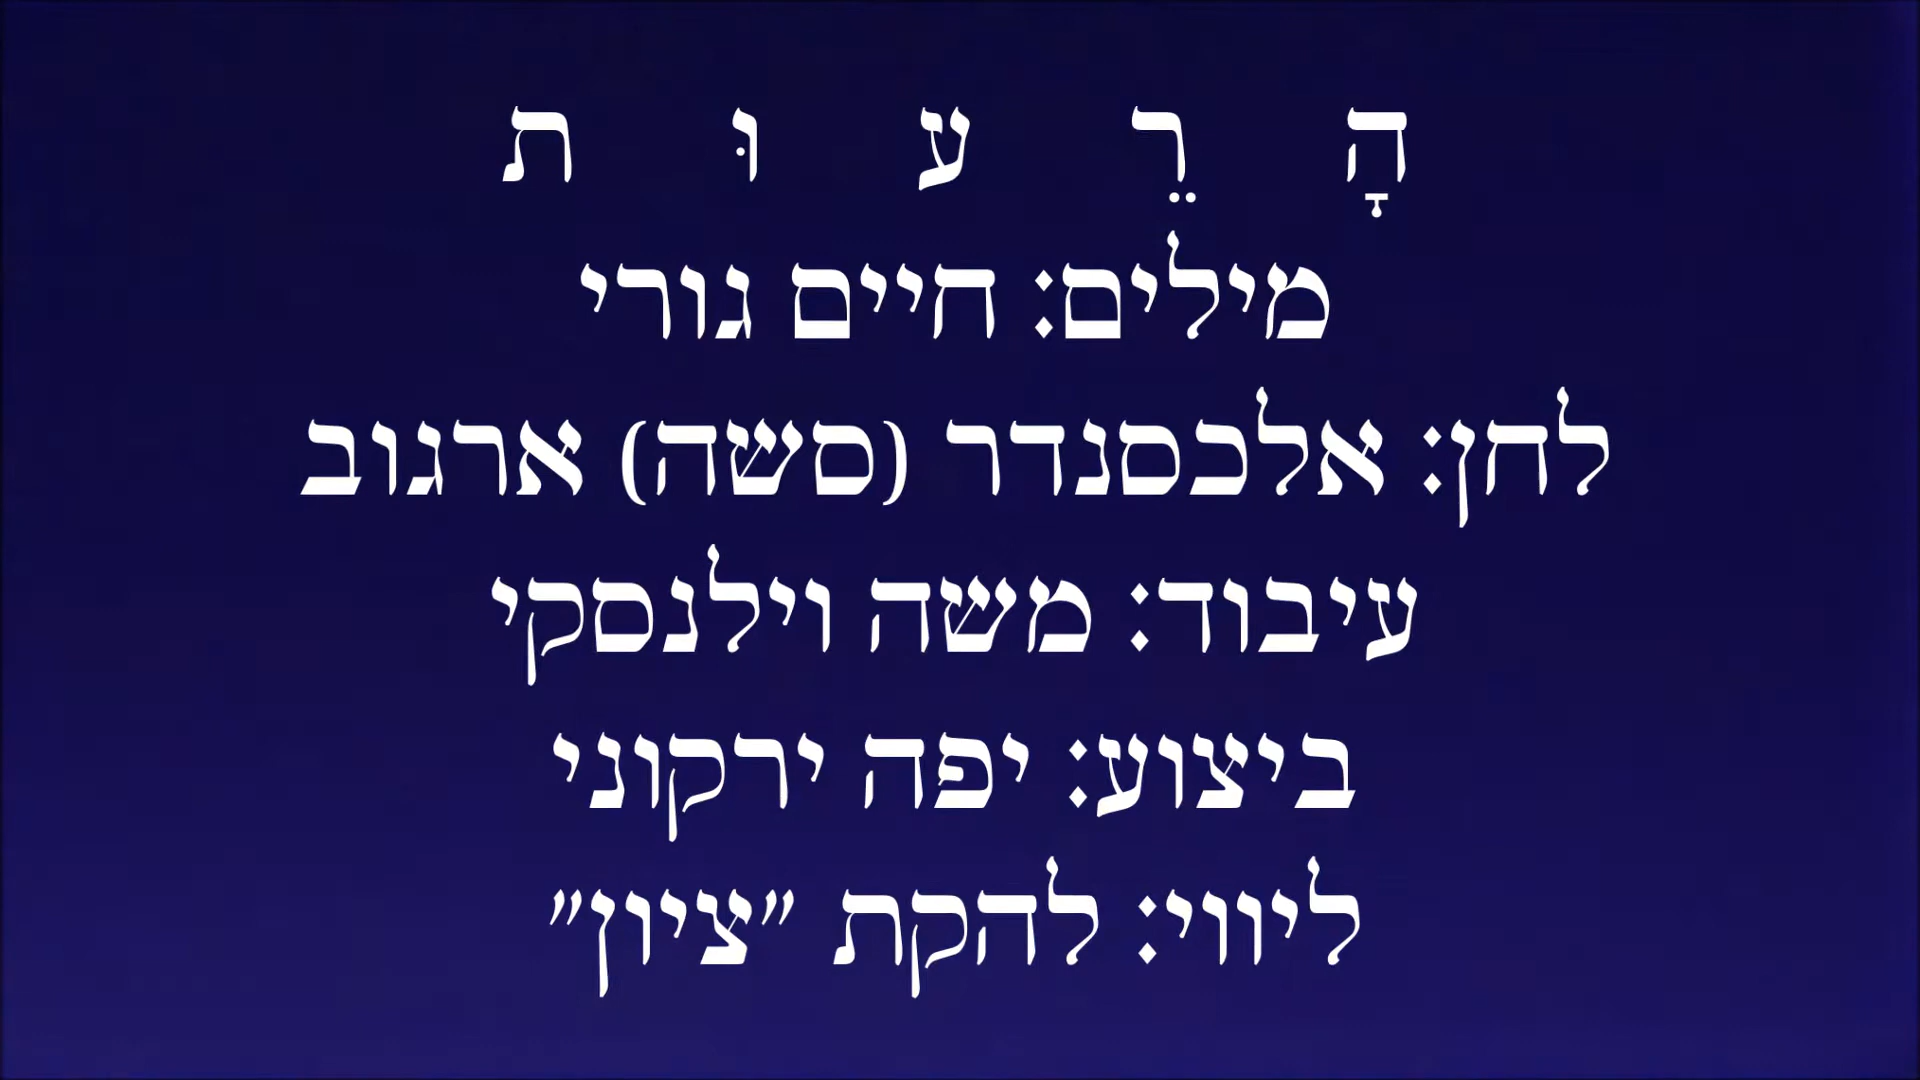 הָ רֵ ע וּ ת
מילים: חיים גורי
לחן: אלכסנדר (סשה) ארגוב
עיבוד: משה וילנסקי
ביצוע: יפה ירקוני
ליווי: להקת "ציון"